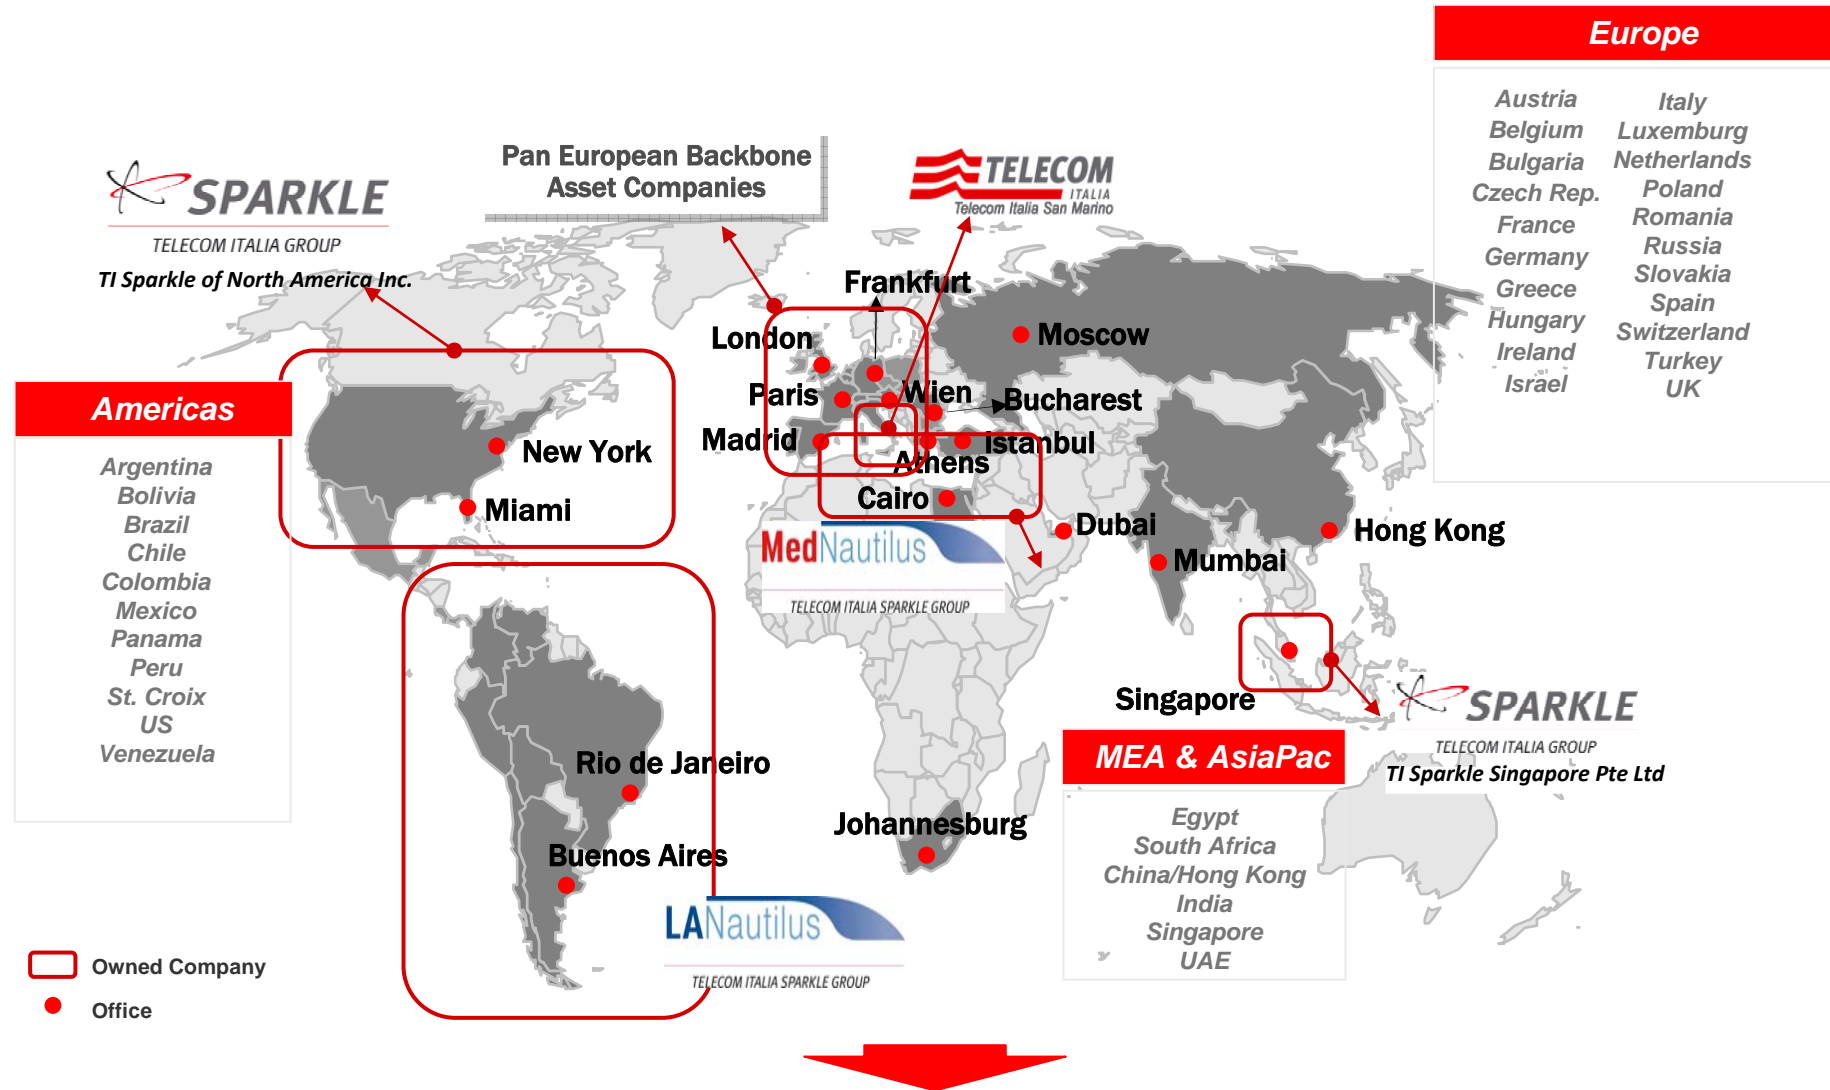 Europe
Austria
Belgium
Bulgaria
Czech Rep.
France
Germany
Greece
Hungary
Ireland
Israel
Italy
Luxemburg
Netherlands
Poland
Romania
Russia
Slovakia
Spain
Switzerland
Turkey
UK
Pan European Backbone
Asset Companies
TELECOM
ITALIA
Telecom Italia San Marino
SPARKLE
TELECOM ITALIA GROUP
TI Sparkle of North America Inc.
Americas
Argentina
Bolivia
Brazil
Chile
Colombia
Mexico
Panama
Peru
St. Croix
US
Venezuela
Frankfurt
London
Moscow
Paris
Wien
Bucharest
Madrid
Istanbul
Athens
New York
Miami
Cairo
Dubai
Hong Kong
Mumbai
MedNautilus
TELECOM ITALIA SPARKLE GROUP
Singapore
SPARKLE
TELECOM ITALIA GROUP
TI Sparkle Singapore Pte Ltd
MEA & AsiaPac
Egypt
South Africa
China/Hong Kong
India
Singapore
UAE
Rio de Janeiro
Johannesburg
Buenos Aires
LANautilus
TELECOM ITALIA SPARKLE GROUP
Owned Company
Office